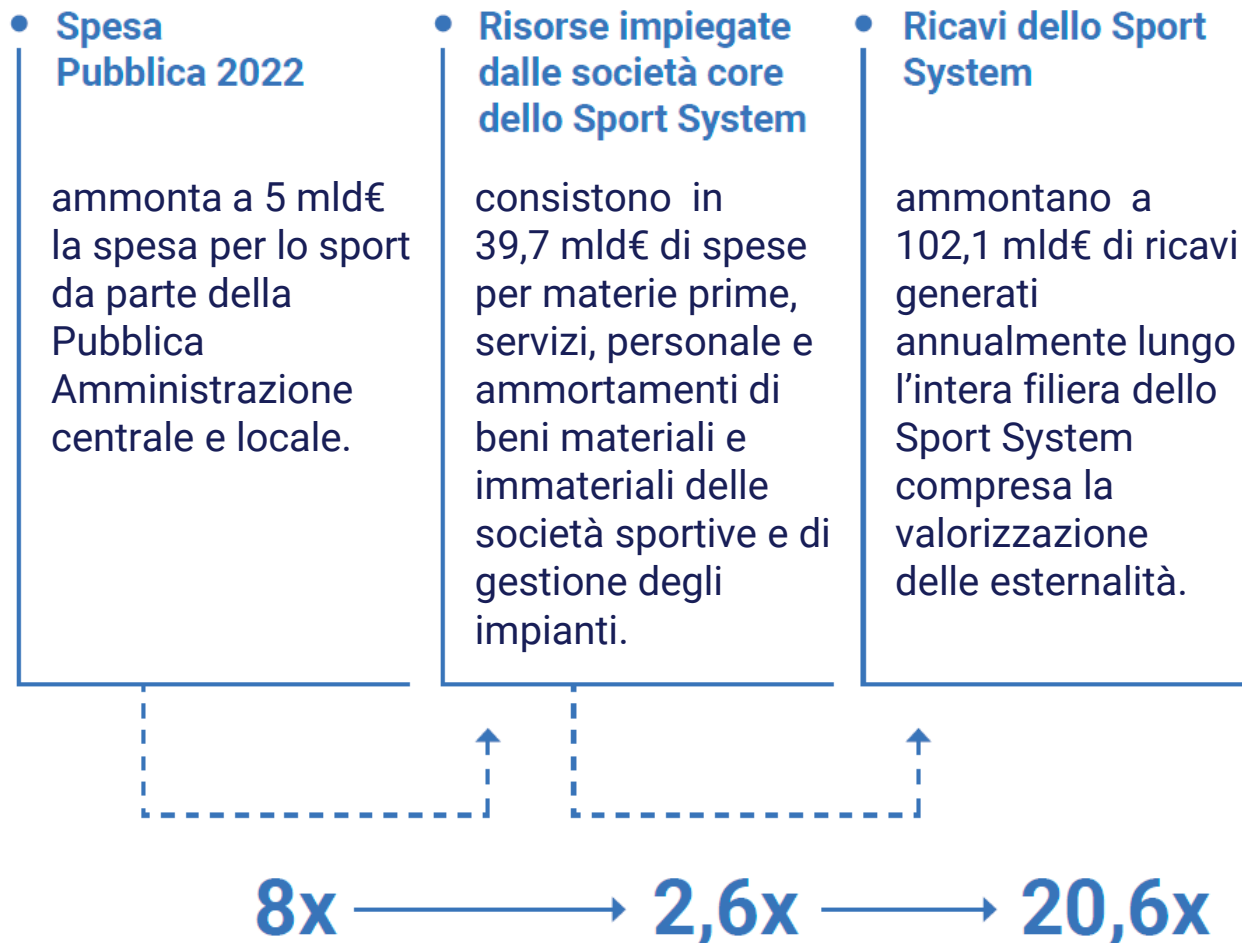 Spesa
Pubblica 2022
ammonta a 5 mld€
la spesa per lo sport
da parte della
Pubblica
Amministrazione
centrale e locale.
Risorse impiegate
dalle società core
dello Sport System
consistono in
39,7 mld€ di spese
per materie prime,
servizi, personale e
ammortamenti di
beni materiali e
immateriali delle
società sportive e di
gestione degli
impianti.
Ricavi dello Sport
System
ammontano a
102,1 mld€ di ricavi
generati
annualmente lungo
l’intera filiera dello
Sport System
compresa la
valorizzazione
delle esternalità.
8x
2,6x
20,6x